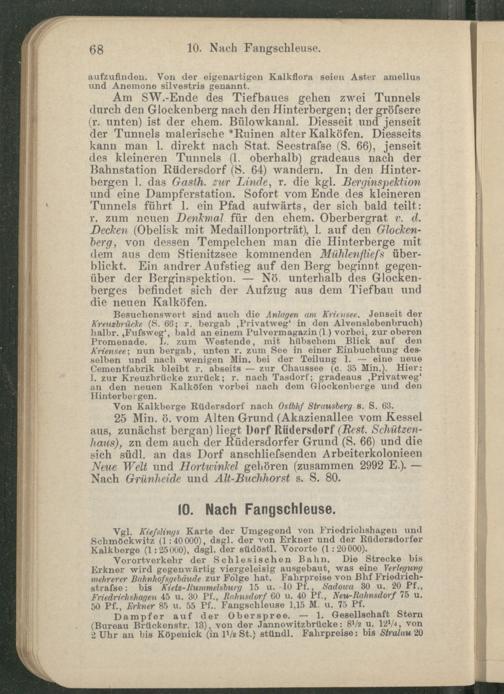 68
10. Nach Fangschleuse.
aufzufinden. Von der eigenartigen Kalkflora seien Aster amellus
und Anemone silvestris genannt.
Am SW.-Ende des Tiefbaues gehen zwei Tunnels
durch den Glockenberg nach den Hinterbergen; der größere
(r. unten) ist der ehem. Bülowkanal. Diesseit und jenseit
der Tunnels malerische *Ruinen alter Kalköfen. Diesseits
kann man l. direkt nach Stat. Seestraße (S. 66), jenseit
des kleineren Tunnels (l. oberhalb) gradeaus nach der
Bahnstation Rüdersdorf (S. 64) wandern. In den Hinter-
bergen l. das Gasth. zur Linde, r. die kgl. Berginspektion
und eine Dampferstation. Sofort vom Ende des kleineren
Tunnels führt l. ein Pfad aufwärts, der sich bald teilt:
r. zum neuen Denkmal für den ehem. Oberbergrat v. d.
Decken (Obelisk mit Medaillonporträt), l. auf den Glocken-
berg, von dessen Tempelchen man die Hinterberge mit
dem aus dem Stienitzsee kommenden Mühlenfließ über-
blickt. Ein andrer Aufstieg auf den Berg beginnt gegen-
über der Berginspektion. — Nö. unterhalb des Glocken-
berges befindet sich der Aufzug aus dem Tiefbau und
die neuen Kalköfen.
Besuchenswert sind auch die Anlagen am Kriensee. Jenseit der
Kreuzbrücke (S. 66; r. bergab ‚Privatweg‘ in den Alvenslebenbruch)
halbr. ‚Fußweg‘, bald an einem Pulvermagazin (l.) vorbei, zur oberen
Promenade. L. zum Westende, mit hübschem Blick auf den
Kriensee; nun bergab, unten r. zum See in einer Einbuchtung des-
selben und nach wenigen Min. bei der Teilung l. — eine neue
Cementfabrik bleibt r. abseits — zur Chaussee (c. 35 Min.). Hier:
l. zur Kreuzbrücke zurück; r. nach Tasdorf; gradeaus ‚Privatweg‘
an den neuen Kalköfen vorbei nach dem Glockenberge und den
Hinterbergen.
Von Kalkberge Rüdersdorf nach Ostbhf Strausberg s. S. 63.
25 Min. ö. vom Alten Grund (Akazienallee vom Kessel
aus, zunächst bergan) liegt Dorf Rüdersdorf (Rest. Schützen-
haus), zu dem auch der Rüdersdorfer Grund (S. 66) und die
sich südl. an das Dorf anschließenden Arbeiterkolonieen
Neue Welt und Hortwinkel gehören (zusammen 2992 E.). —
Nach Grünheide und Alt-Buchhorst s. S. 80.
10. Nach Fangschleuse.
Vgl. Kießlings Karte der Umgegend von Friedrichshagen und
Schmöckwitz (1:40000), dsgl. der von Erkner und der Rüdersdorfer
Kalkberge (1:25000), dsgl. der südöstl. Vororte (1:20000).
Vorortverkehr der Schlesischen Bahn. Die Strecke bis
Erkner wird gegenwärtig viergeleisig ausgebaut, was eine Verlegung
mehrerer Bahnhofsgebäude zur Folge hat. Fahrpreise von Bhf Friedrich-
straße: bis Kietz-Rummelsburg 15 u. 10 Pf., Sadowa 30 u. 20 Pf.,
Friedrichshagen 45 u. 30 Pf., Rahnsdorf 60 u. 40 Pf., Neu-Rahnsdorf 75 u.
50 Pf., Erkner 85 u. 55 Pf. Fangschleuse 1,15 M. u. 75 Pf.
Dampfer auf der Oberspree. — 1. Gesellschaft Stern
(Bureau Brückenstr. 13), von der Jannowitzbrücke: 8½ u. 12¼, von
2 Uhr an bis Köpenick (in 1½ St.) stündl. Fahrpreise: bis Stralau 20